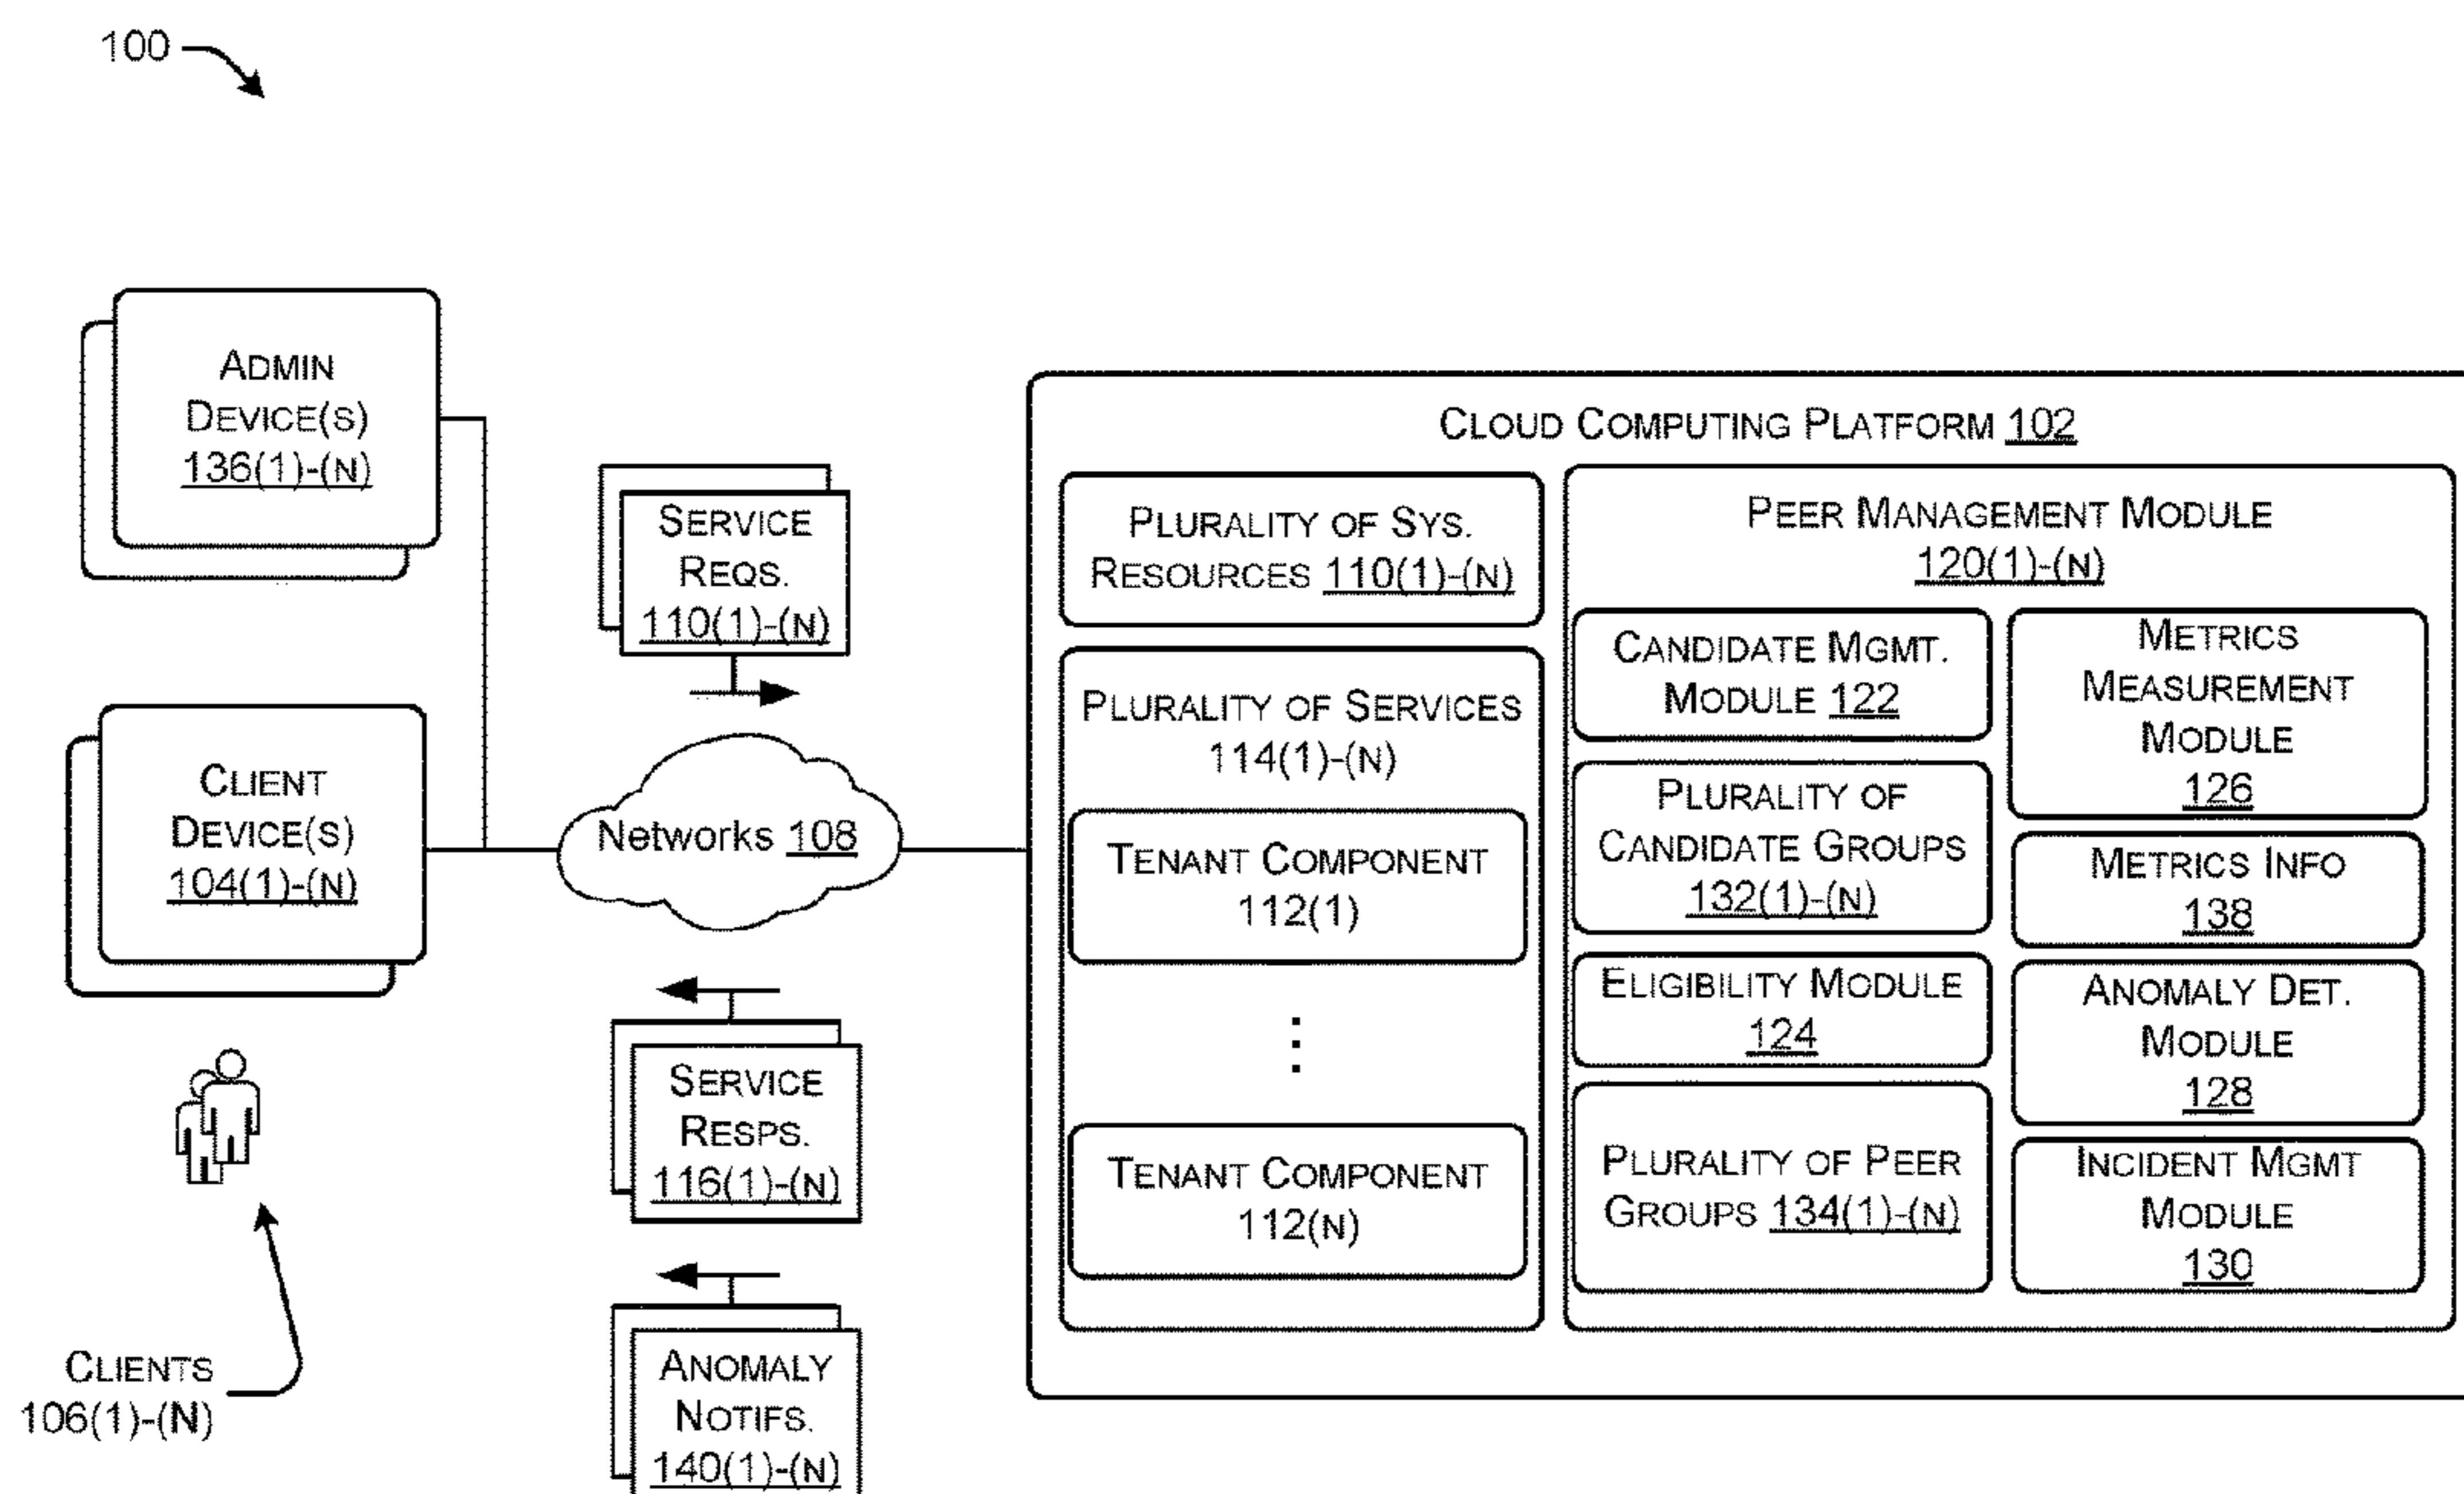 100
ADMIN
DEVICE(S)
136(1)-(N)
CLIENT
DEVICE(S)
104(1)-(N)
CLIENTS
106(1)-(N)
SERVICE
REQS.
110(1)-(N)
Networks 108
SERVICE
RESPS.
116(1)-(N)
ANOMALY
NOTIFS.
140(1)-(N)
CLOUD COMPUTING PLATFORM 102
PLURALITY OF SYS.
RESOURCES 110(1)-(N)
PLURALITY OF SERVICES
114(1)-(N)
TENANT COMPONENT
112(1)
TENANT COMPONENT
112(N)
PEER MANAGEMENT MODULE
120(1)-(N)
CANDIDATE MGMT.
MODULE 122
PLURALITY OF
CANDIDATE GROUPS
132(1)-(N)
ELIGIBILITY MODULE
124
PLURALITY OF PEER
GROUPS 134(1)-(N)
METRICS
MEASUREMENT
MODULE
126
METRICS INFO
138
ANOMALY DET.
MODULE
128
INCIDENT MGMT
MODULE
130